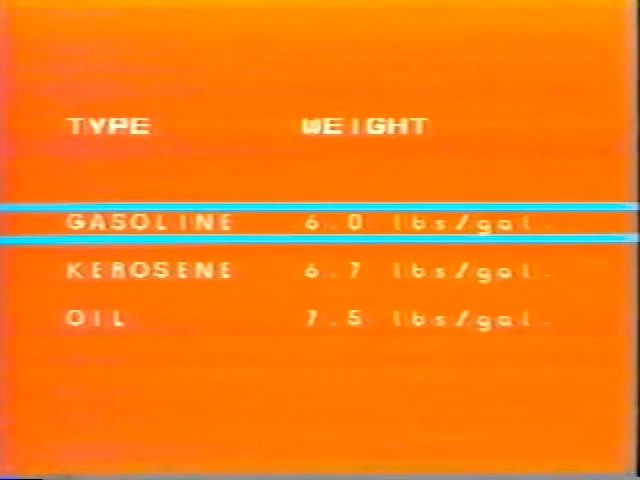 TYPE WEIGHT
GASOLINE 6.0 lbs/gal.
KEROSENE 6.7 lbs/gal.
OIL 7.5 lbs/gal.